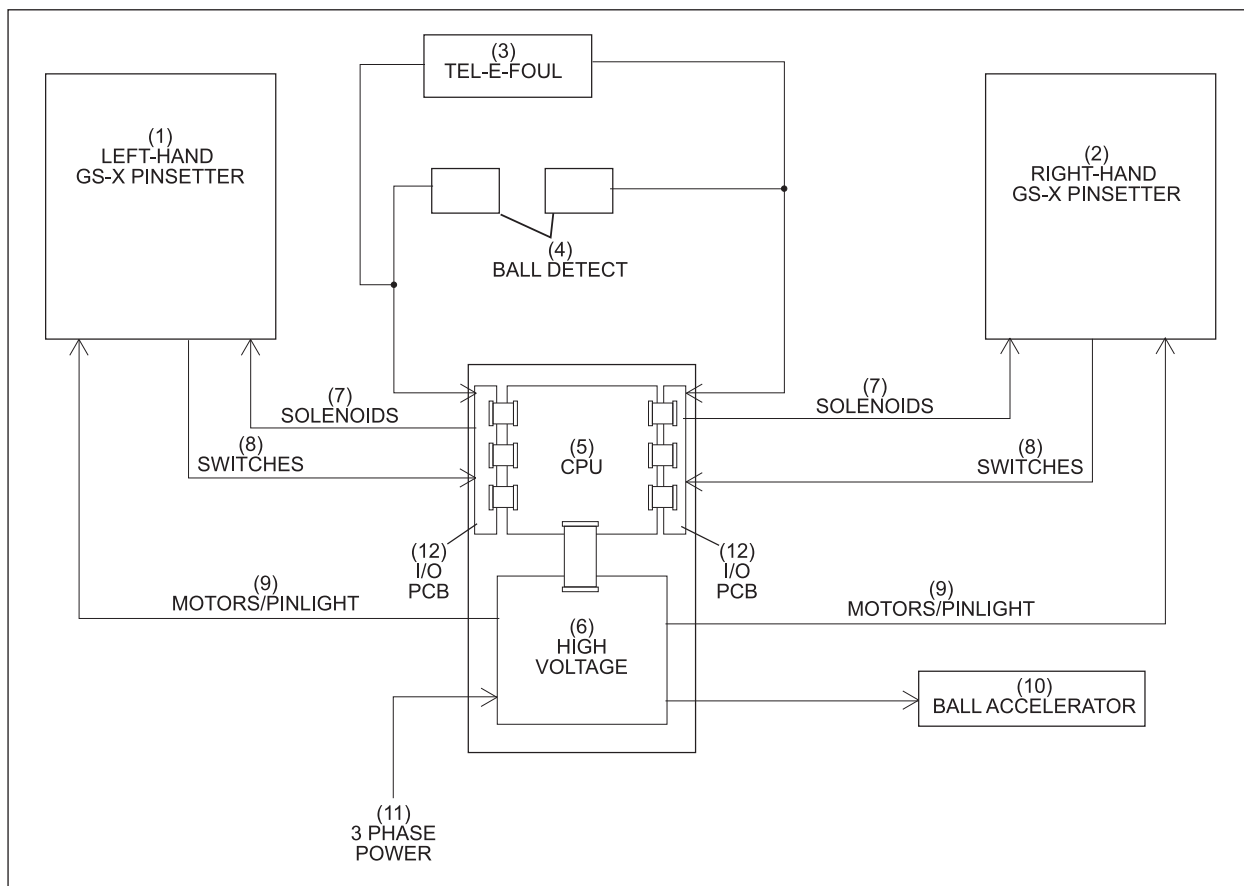 (3)
TEL-E-FOUL
(1)
LEFT-HAND
GS-X PINSETTER
(2)
RIGHT-HAND
GS-X PINSETTER
(4)
BALL DETECT
(7)
SOLENOIDS
(8)
SWITCHES
(5)
CPU
(7)
SOLENOIDS
(8)
SWITCHES
(12)
I/O
PCB
(12)
I/O
PCB
(9)
MOTORS/PINLIGHT
(6)
HIGH
VOLTAGE
(9)
MOTORS/PINLIGHT
(10)
BALL ACCELERATOR
(11)
3 PHASE
POWER